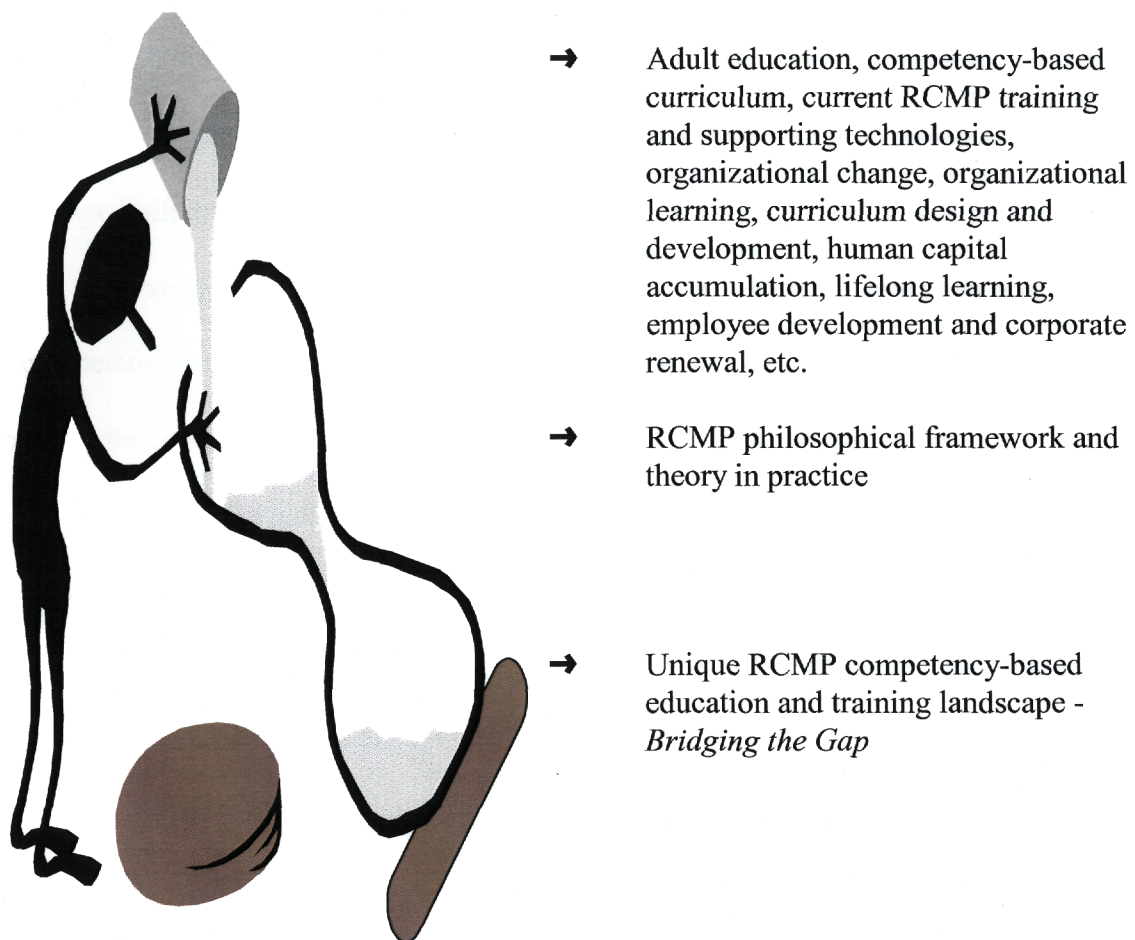 → Adult education, competency-based
curriculum, current RCMP training
and supporting technologies,
organizational change, organizational
learning, curriculum design and
development, human capital
accumulation, lifelong learning,
employee development and corporate
renewal, etc.
→ RCMP philosophical framework and
theory in practice
→ Unique RCMP competency-based
education and training landscape -
Bridging the Gap